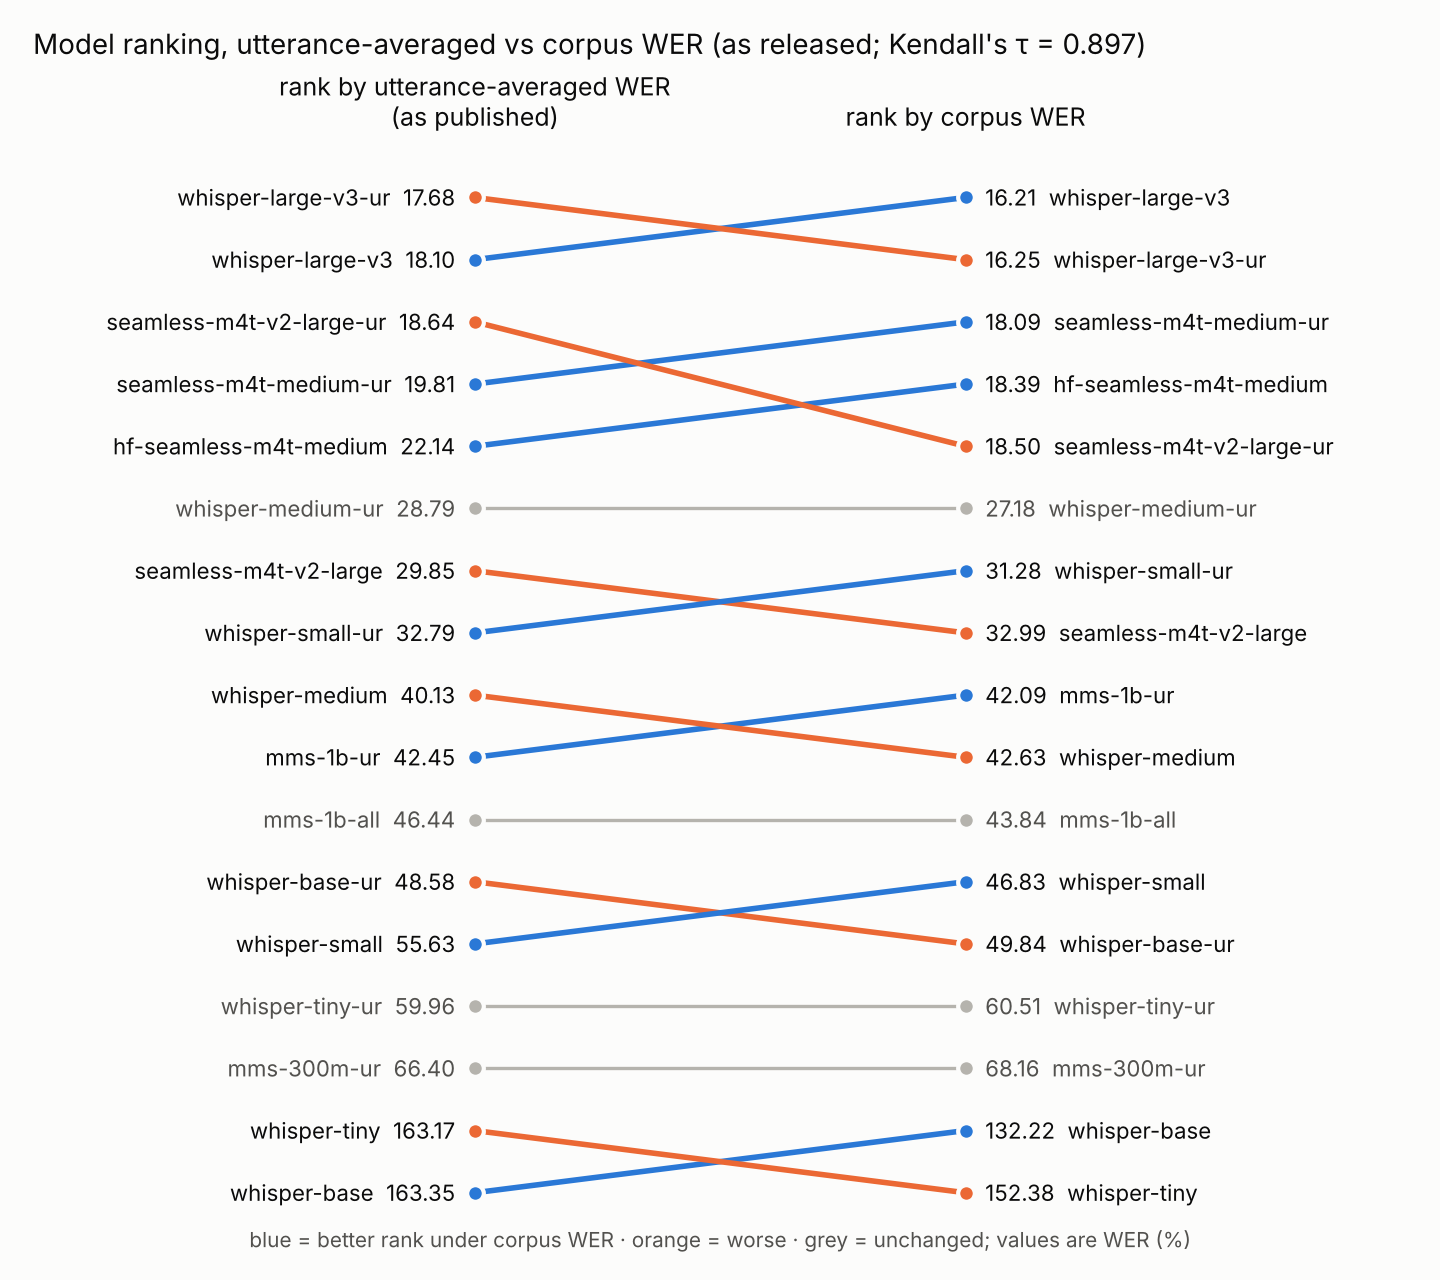 Model ranking, utterance-averaged vs corpus WER (as released; Kendall's τ = 0.897)
rank by utterance-averaged WER
(as published)
rank by corpus WER
whisper-large-v3-ur 17.68 16.21 whisper-large-v3
whisper-large-v3 18.10 16.25 whisper-large-v3-ur
seamless-m4t-v2-large-ur 18.64 18.09 seamless-m4t-medium-ur
seamless-m4t-medium-ur 19.81 18.39 hf-seamless-m4t-medium
hf-seamless-m4t-medium 22.14 18.50 seamless-m4t-v2-large-ur
whisper-medium-ur 28.79 27.18 whisper-medium-ur
seamless-m4t-v2-large 29.85 31.28 whisper-small-ur
whisper-small-ur 32.79 32.99 seamless-m4t-v2-large
whisper-medium 40.13 42.09 mms-1b-ur
mms-1b-ur 42.45 42.63 whisper-medium
mms-1b-all 46.44 43.84 mms-1b-all
whisper-base-ur 48.58 46.83 whisper-small
whisper-small 55.63 49.84 whisper-base-ur
whisper-tiny-ur 59.96 60.51 whisper-tiny-ur
mms-300m-ur 66.40 68.16 mms-300m-ur
whisper-tiny 163.17 132.22 whisper-base
whisper-base 163.35 152.38 whisper-tiny
blue = better rank under corpus WER · orange = worse · grey = unchanged; values are WER (%)